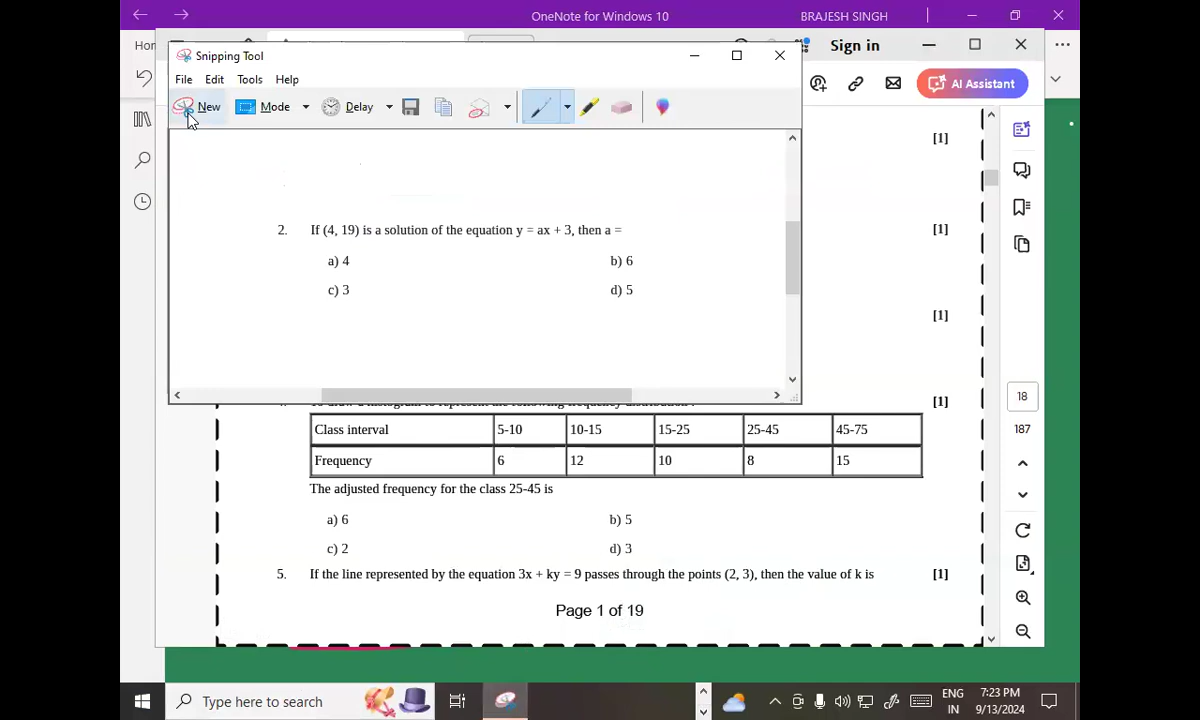 OneNote for Windows 10
BRAJESH SINGH
Snipping Tool
Sign in
File Edit Tools Help
AI Assistant
New Mode Delay
[1]
2. If (4, 19) is a solution of the equation y = ax + 3, then a =
[1]
a) 4 b) 6
c) 3 d) 5
[1]
[1]
18
187
Class interval 5-10 10-15 15-25 25-45 45-75
Frequency 6 12 10 8 15
The adjusted frequency for the class 25-45 is
a) 6 b) 5
c) 2 d) 3
5. If the line represented by the equation 3x + ky = 9 passes through the points (2, 3), then the value of k is [1]
Page 1 of 19
Type here to search
ENG
IN
7:23 PM
9/13/2024